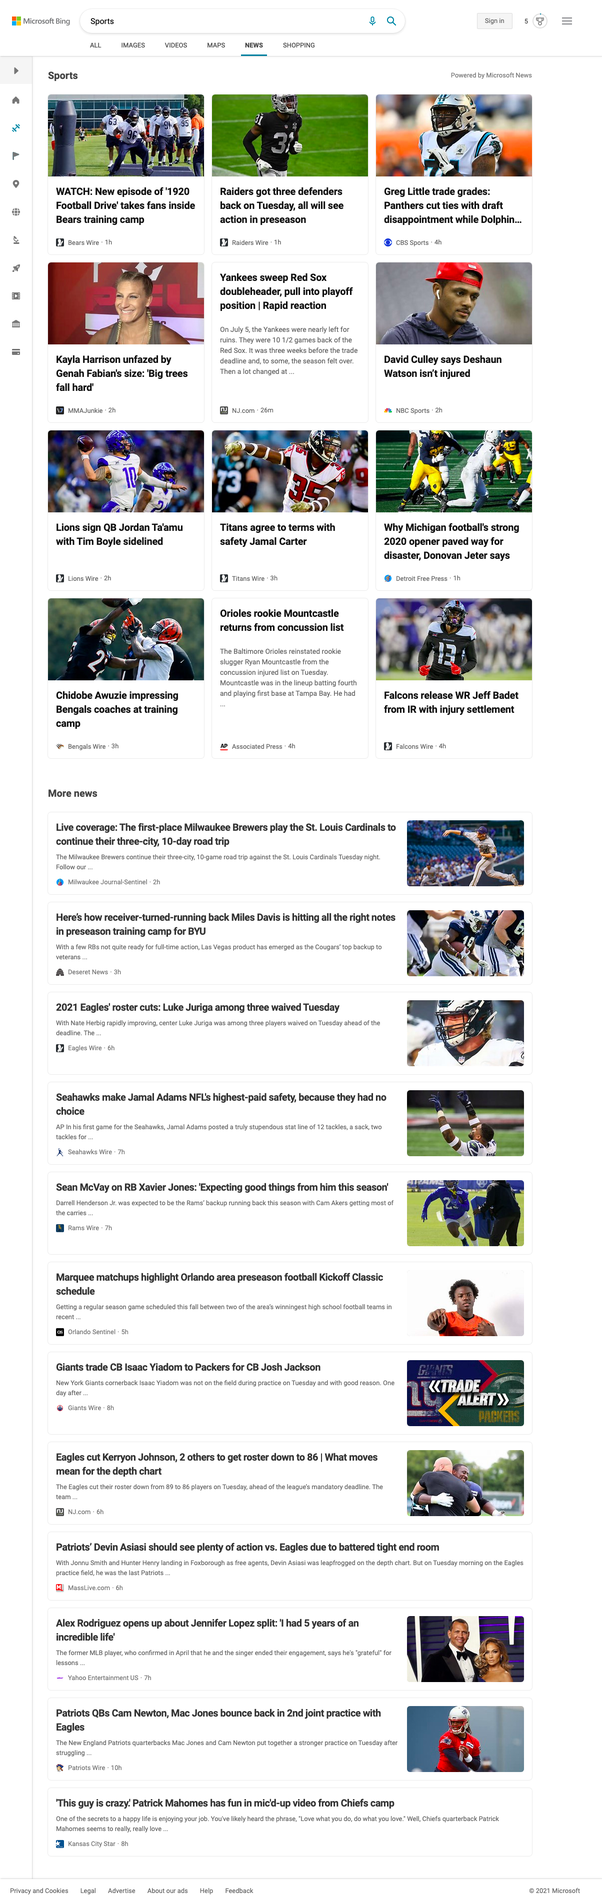 Microsoft Bing
Sports
Sign in
5
ALL
IMAGES
VIDEOS
MAPS
NEWS
SHOPPING
Sports
Powered by Microsoft News
WATCH: New episode of '1920
Football Drive' takes fans inside
Bears training camp
Bears Wire · 1h
Raiders got three defenders
back on Tuesday, all will see
action in preseason
Raiders Wire · 1h
Greg Little trade grades:
Panthers cut ties with draft
disappointment while Dolphin...
CBS Sports · 4h
Kayla Harrison unfazed by
Genah Fabian's size: 'Big trees
fall hard'
MMAJunkie · 2h
Yankees sweep Red Sox
doubleheader, pull into playoff
position | Rapid reaction
On July 5, the Yankees were nearly left for
ruins. They were 10 1/2 games back of the
Red Sox. It was three weeks before the trade
deadline and, to some, the season felt over.
Then a lot changed at ...
NJ.com · 26m
David Culley says Deshaun
Watson isn't injured
NBC Sports · 2h
Lions sign QB Jordan Ta'amu
with Tim Boyle sidelined
Lions Wire · 2h
Titans agree to terms with
safety Jamal Carter
Titans Wire · 3h
Why Michigan football's strong
2020 opener paved way for
disaster, Donovan Jeter says
Detroit Free Press · 1h
Chidobe Awuzie impressing
Bengals coaches at training
camp
Bengals Wire · 3h
Orioles rookie Mountcastle
returns from concussion list
The Baltimore Orioles reinstated rookie
slugger Ryan Mountcastle from the
concussion injured list on Tuesday.
Mountcastle was in the lineup batting fourth
and playing first base at Tampa Bay. He had
...
AP Associated Press · 4h
Falcons release WR Jeff Badet
from IR with injury settlement
Falcons Wire · 4h
More news
Live coverage: The first-place Milwaukee Brewers play the St. Louis Cardinals to
continue their three-city, 10-day road trip
The Milwaukee Brewers continue their three-city, 10-game road trip against the St. Louis Cardinals Tuesday night.
Follow our ...
Milwaukee Journal-Sentinel · 2h
Here's how receiver-turned-running back Miles Davis is hitting all the right notes
in preseason training camp for BYU
With a few RBs not quite ready for full-time action, Las Vegas product has emerged as the Cougars' top backup to
veterans ...
Deseret News · 3h
2021 Eagles' roster cuts: Luke Juriga among three waived Tuesday
With Nate Herbig rapidly improving, center Luke Juriga was among three players waived on Tuesday ahead of the
deadline. The ...
Eagles Wire · 6h
Seahawks make Jamal Adams NFL's highest-paid safety, because they had no
choice
AP In his first game for the Seahawks, Jamal Adams posted a truly stupendous stat line of 12 tackles, a sack, two
tackles for ...
Seahawks Wire · 7h
Sean McVay on RB Xavier Jones: 'Expecting good things from him this season'
Darrell Henderson Jr. was expected to be the Rams' backup running back this season with Cam Akers getting most of
the carries ...
Rams Wire · 7h
Marquee matchups highlight Orlando area preseason football Kickoff Classic
schedule
Getting a regular season game scheduled this fall between two of the area's winningest high school football teams in
recent ...
Orlando Sentinel · 5h
Giants trade CB Isaac Yiadom to Packers for CB Josh Jackson
New York Giants cornerback Isaac Yiadom was not on the field during practice on Tuesday and with good reason. One
day after ...
Giants Wire · 8h
GIANTS
TRADE
ALERT
PACKERS
Eagles cut Kerryon Johnson, 2 others to get roster down to 86 | What moves
mean for the depth chart
The Eagles cut their roster down from 89 to 86 players on Tuesday, ahead of the league's mandatory deadline. The
team ...
NJ.com · 6h
Patriots' Devin Asiasi should see plenty of action vs. Eagles due to battered tight end room
With Jonnu Smith and Hunter Henry landing in Foxborough as free agents, Devin Asiasi was leapfrogged on the depth chart. But on Tuesday morning on the Eagles
practice field, he was the last Patriots ...
MassLive.com · 6h
Alex Rodriguez opens up about Jennifer Lopez split: 'I had 5 years of an
incredible life'
The former MLB player, who confirmed in April that he and the singer ended their engagement, says he's "grateful" for
lessons ...
Yahoo Entertainment US · 7h
Patriots QBs Cam Newton, Mac Jones bounce back in 2nd joint practice with
Eagles
The New England Patriots quarterbacks Mac Jones and Cam Newton put together a stronger practice on Tuesday after
struggling ...
Patriots Wire · 10h
'This guy is crazy.' Patrick Mahomes has fun in mic'd-up video from Chiefs camp
One of the secrets to a happy life is enjoying your job. You've likely heard the phrase, "Love what you do, do what you love." Well, Chiefs quarterback Patrick
Mahomes seems to really, really love ...
Kansas City Star · 8h
Privacy and Cookies
Legal
Advertise
About our ads
Help
Feedback
© 2021 Microsoft